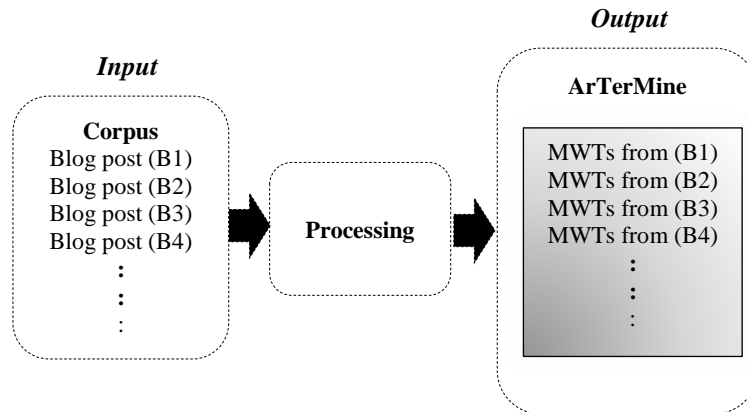 Input
Corpus
Blog post (B1)
Blog post (B2)
Blog post (B3)
Blog post (B4)
Processing
Output
ArTerMine
MWTs from (B1)
MWTs from (B2)
MWTs from (B3)
MWTs from (B4)